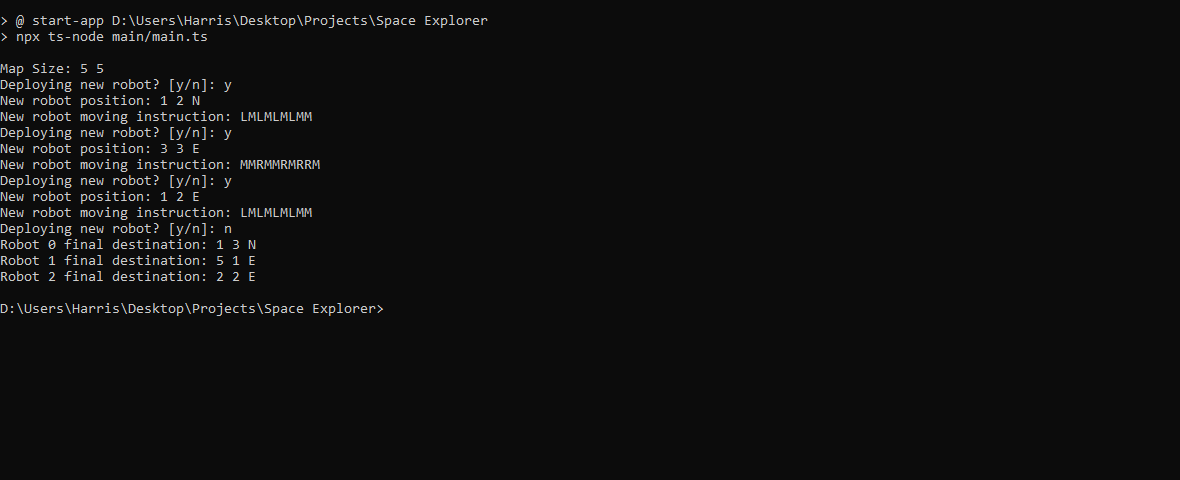 > @ start-app D:\Users\Harris\Desktop\Projects\Space Explorer
> npx ts-node main/main.ts
Map Size: 5 5
Deploying new robot? [y/n]: y
New robot position: 1 2 N
New robot moving instruction: LMLMLMLMM
Deploying new robot? [y/n]: y
New robot position: 3 3 E
New robot moving instruction: MMRMMRMRRM
Deploying new robot? [y/n]: y
New robot position: 1 2 E
New robot moving instruction: LMLMLMLMM
Deploying new robot? [y/n]: n
Robot 0 final destination: 1 3 N
Robot 1 final destination: 5 1 E
Robot 2 final destination: 2 2 E
D:\Users\Harris\Desktop\Projects\Space Explorer>